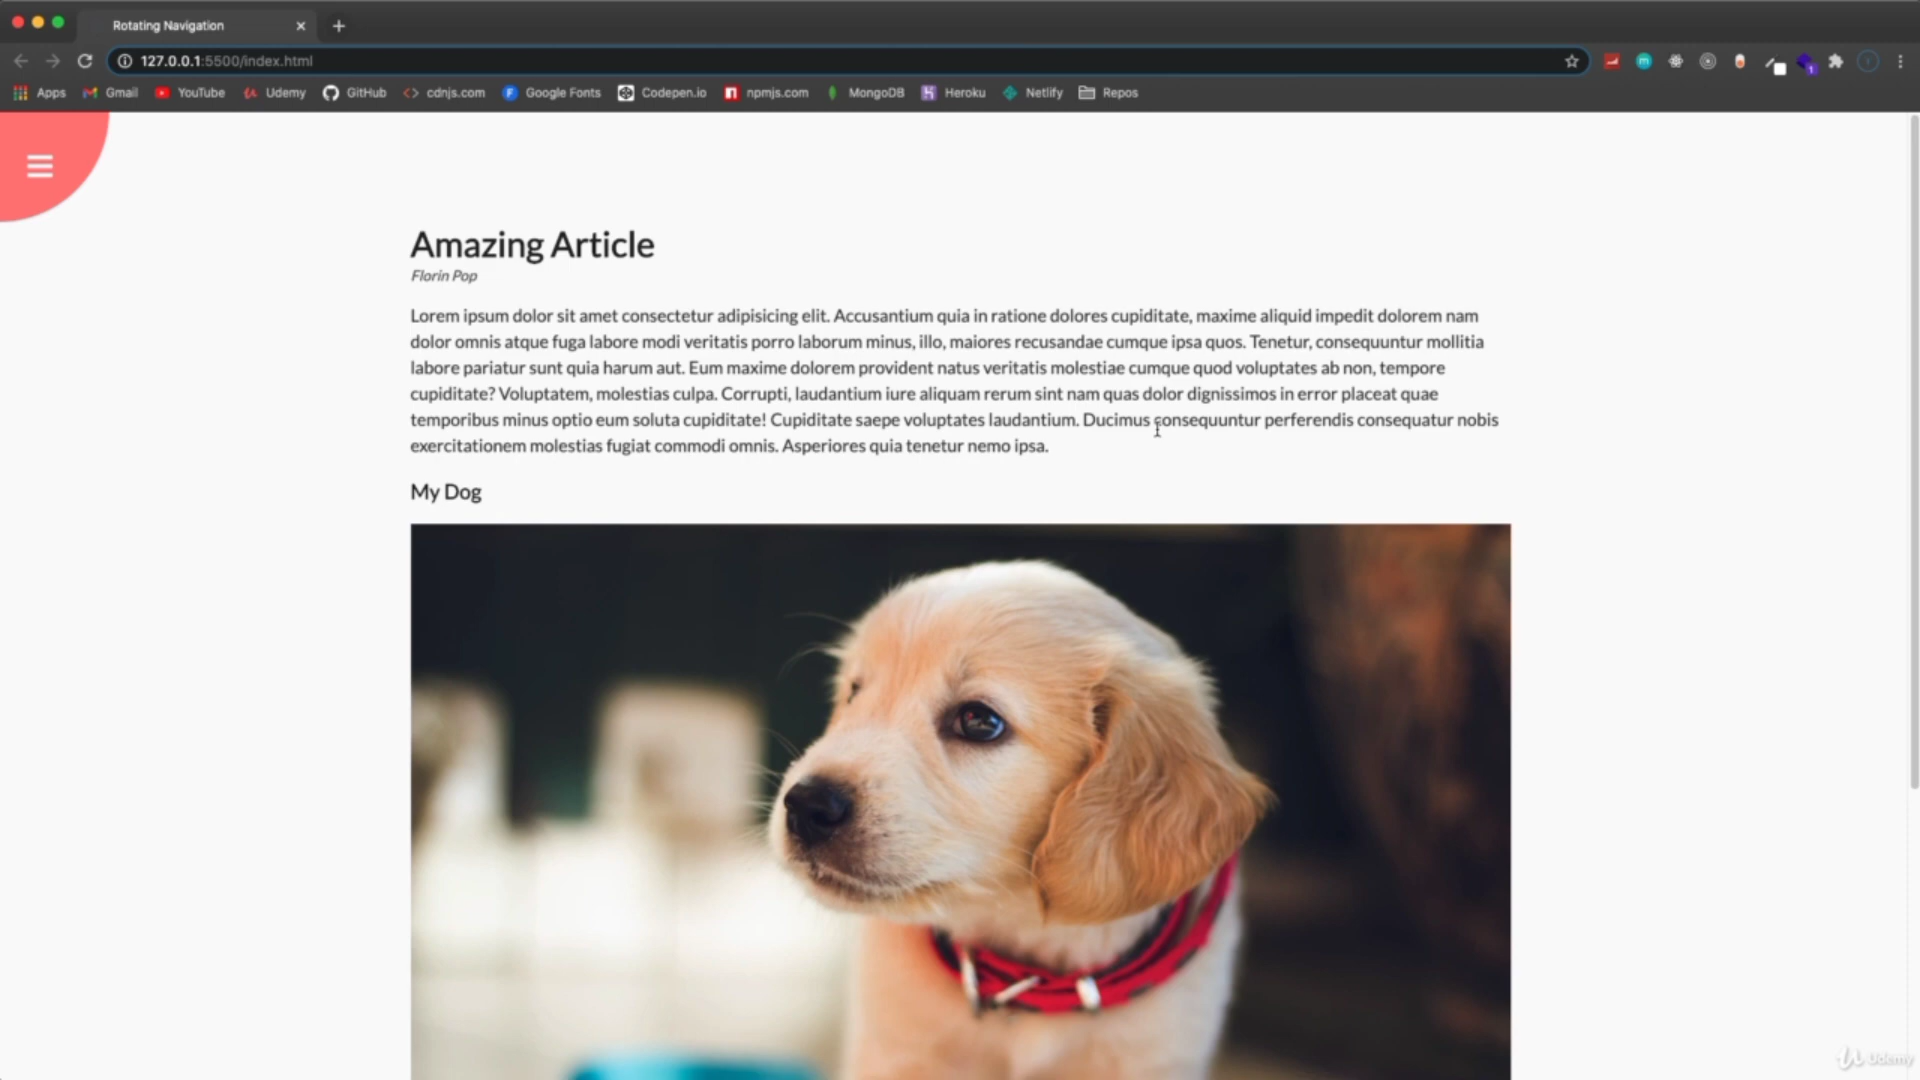 Rotating Navigation
127.0.0.1:5500/index.html
Apps Gmail YouTube Udemy GitHub cdnjs.com Google Fonts Codepen.io npmjs.com MongoDB Heroku Netlify Repos
Amazing Article
Florin Pop
Lorem ipsum dolor sit amet consectetur adipisicing elit. Accusantium quia in ratione dolores cupiditate, maxime aliquid impedit dolorem nam
dolor omnis atque fuga labore modi veritatis porro laborum minus, illo, maiores recusandae cumque ipsa quos. Tenetur, consequuntur mollitia
labore pariatur sunt quia harum aut. Eum maxime dolorem provident natus veritatis molestiae cumque quod voluptates ab non, tempore
cupiditate? Voluptatem, molestias culpa. Corrupti, laudantium iure aliquam rerum sint nam quas dolor dignissimos in error placeat quae
temporibus minus optio eum soluta cupiditate! Cupiditate saepe voluptates laudantium. Ducimus consequuntur perferendis consequatur nobis
exercitationem molestias fugiat commodi omnis. Asperiores quia tenetur nemo ipsa.
My Dog
Udemy